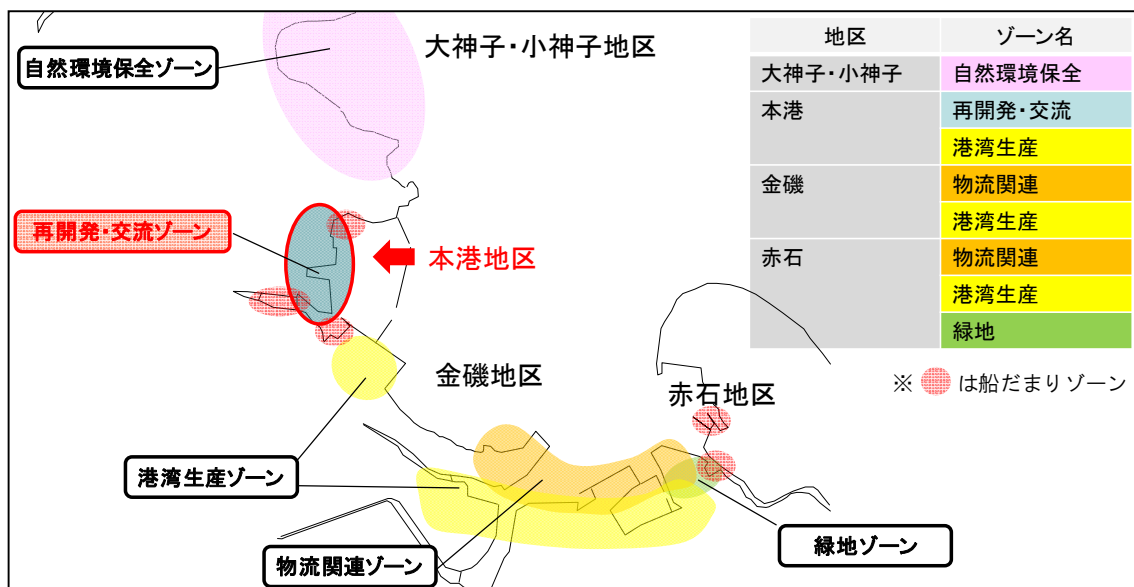 自然環境保全ゾーン
大神子・小神子地区
再開発・交流ゾーン
本港地区
金磯地区
赤石地区
港湾生産ゾーン
物流関連ゾーン
緑地ゾーン
地区 ゾーン名
大神子・小神子 自然環境保全
本港 再開発・交流
港湾生産
金磯 物流関連
港湾生産
赤石 物流関連
港湾生産
緑地
※ は船だまりゾーン